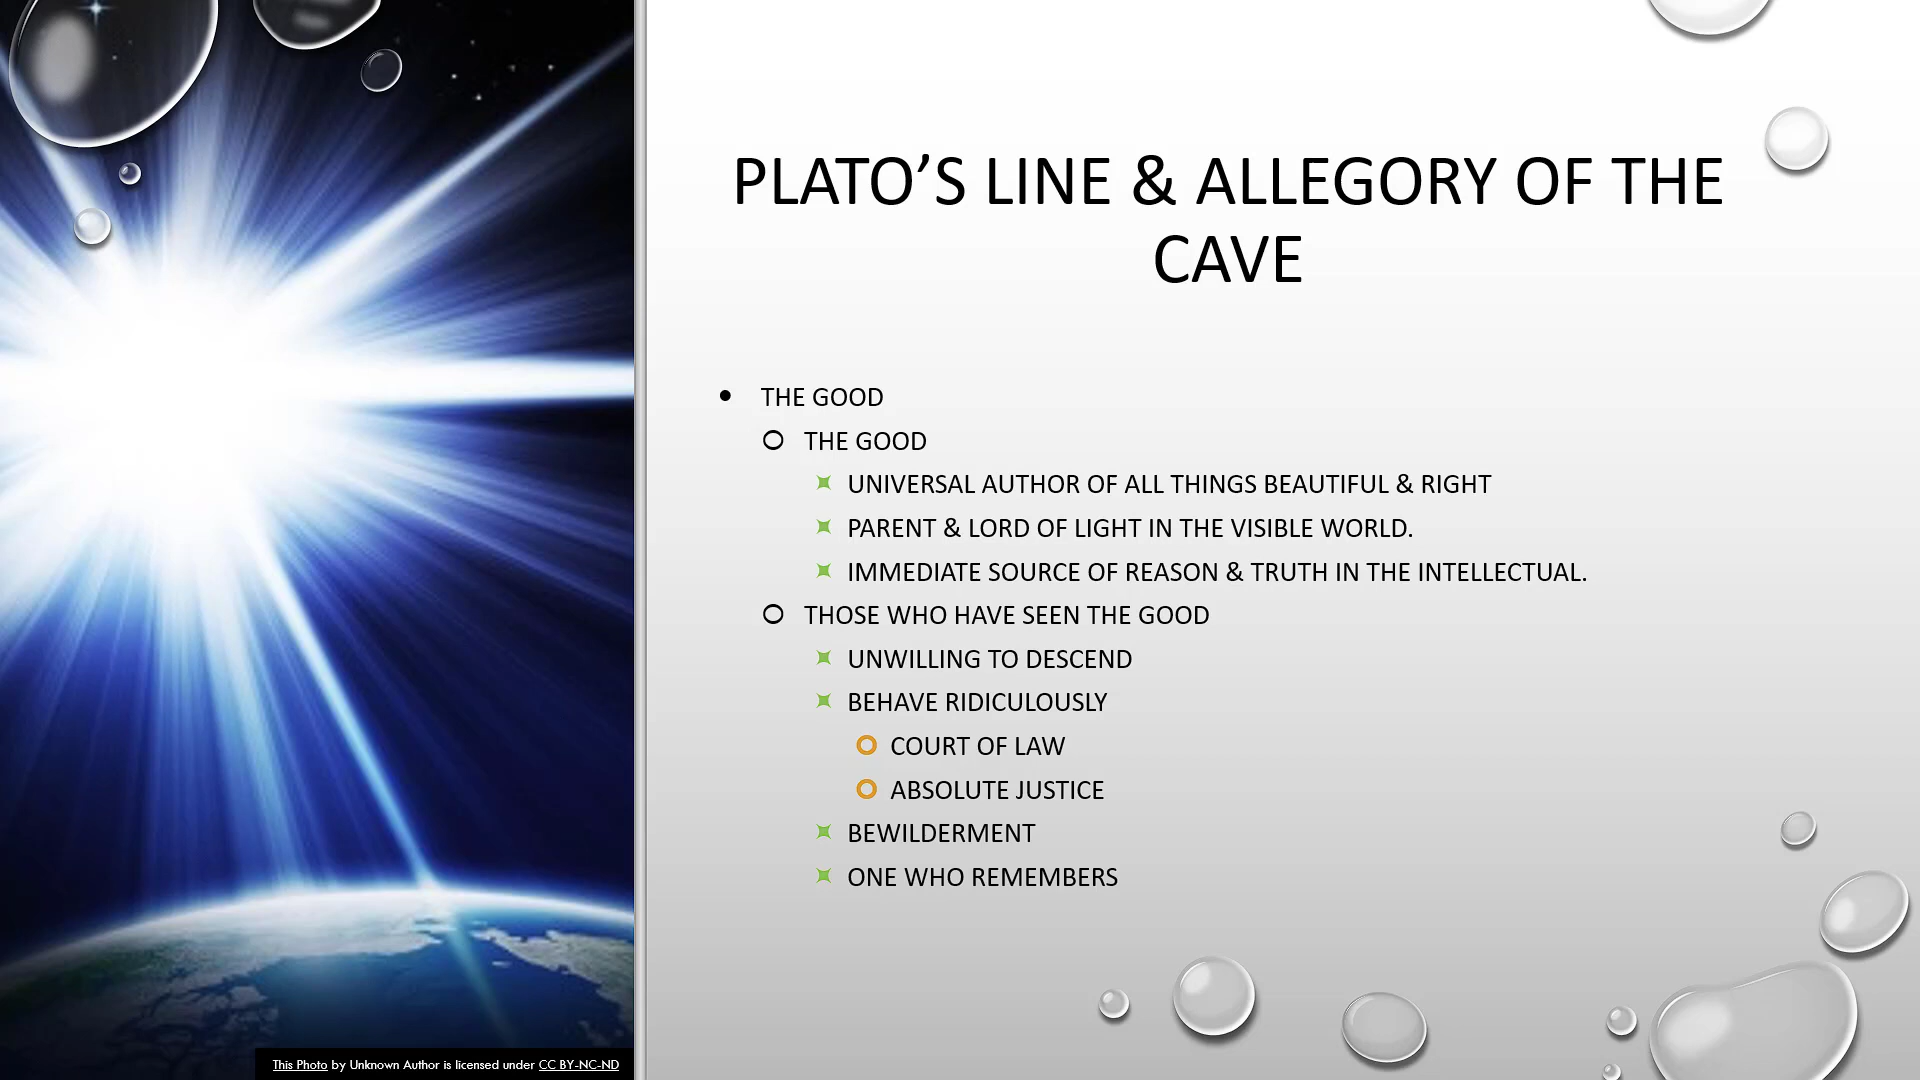 PLATO’S LINE & ALLEGORY OF THE
CAVE
THE GOOD
THE GOOD
UNIVERSAL AUTHOR OF ALL THINGS BEAUTIFUL & RIGHT
PARENT & LORD OF LIGHT IN THE VISIBLE WORLD.
IMMEDIATE SOURCE OF REASON & TRUTH IN THE INTELLECTUAL.
THOSE WHO HAVE SEEN THE GOOD
UNWILLING TO DESCEND
BEHAVE RIDICULOUSLY
COURT OF LAW
ABSOLUTE JUSTICE
BEWILDERMENT
ONE WHO REMEMBERS
This Photo by Unknown Author is licensed under CC BY-NC-ND